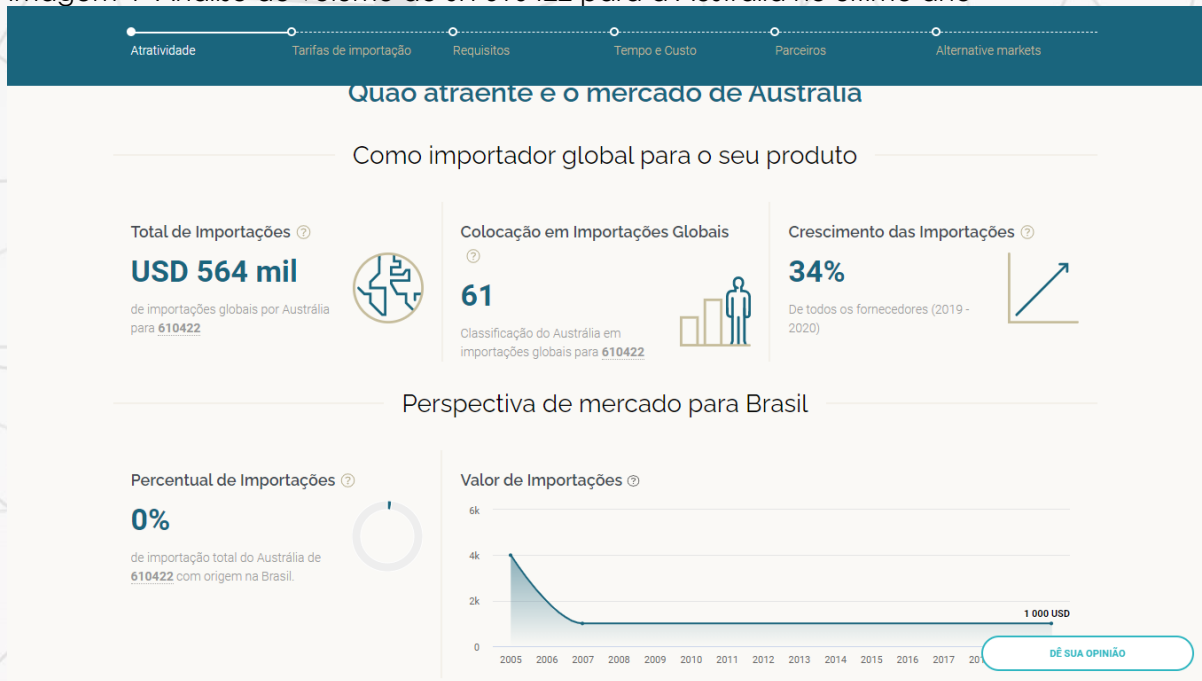 Atratividade
Tarifas de importação
Requisitos
Tempo e Custo
Parceiros
Alternative markets
Como importador global para o seu produto
Total de Importações ?
USD 564 mil
de importações globais por Austrália
para 610422
Colocação em Importações Globais
?
61
Classificação do Austrália em
importações globais para 610422
Crescimento das Importações ?
34%
De todos os fornecedores (2019 -
2020)
Perspectiva de mercado para Brasil
Percentual de Importações ?
0%
de importação total do Austrália de
610422 com origem na Brasil.
Valor de Importações ?
6k
4k
2k
0
1 000 USD
2005 2006 2007 2008 2009 2010 2011 2012 2013 2014 2015 2016 2017
DÊ SUA OPINIÃO